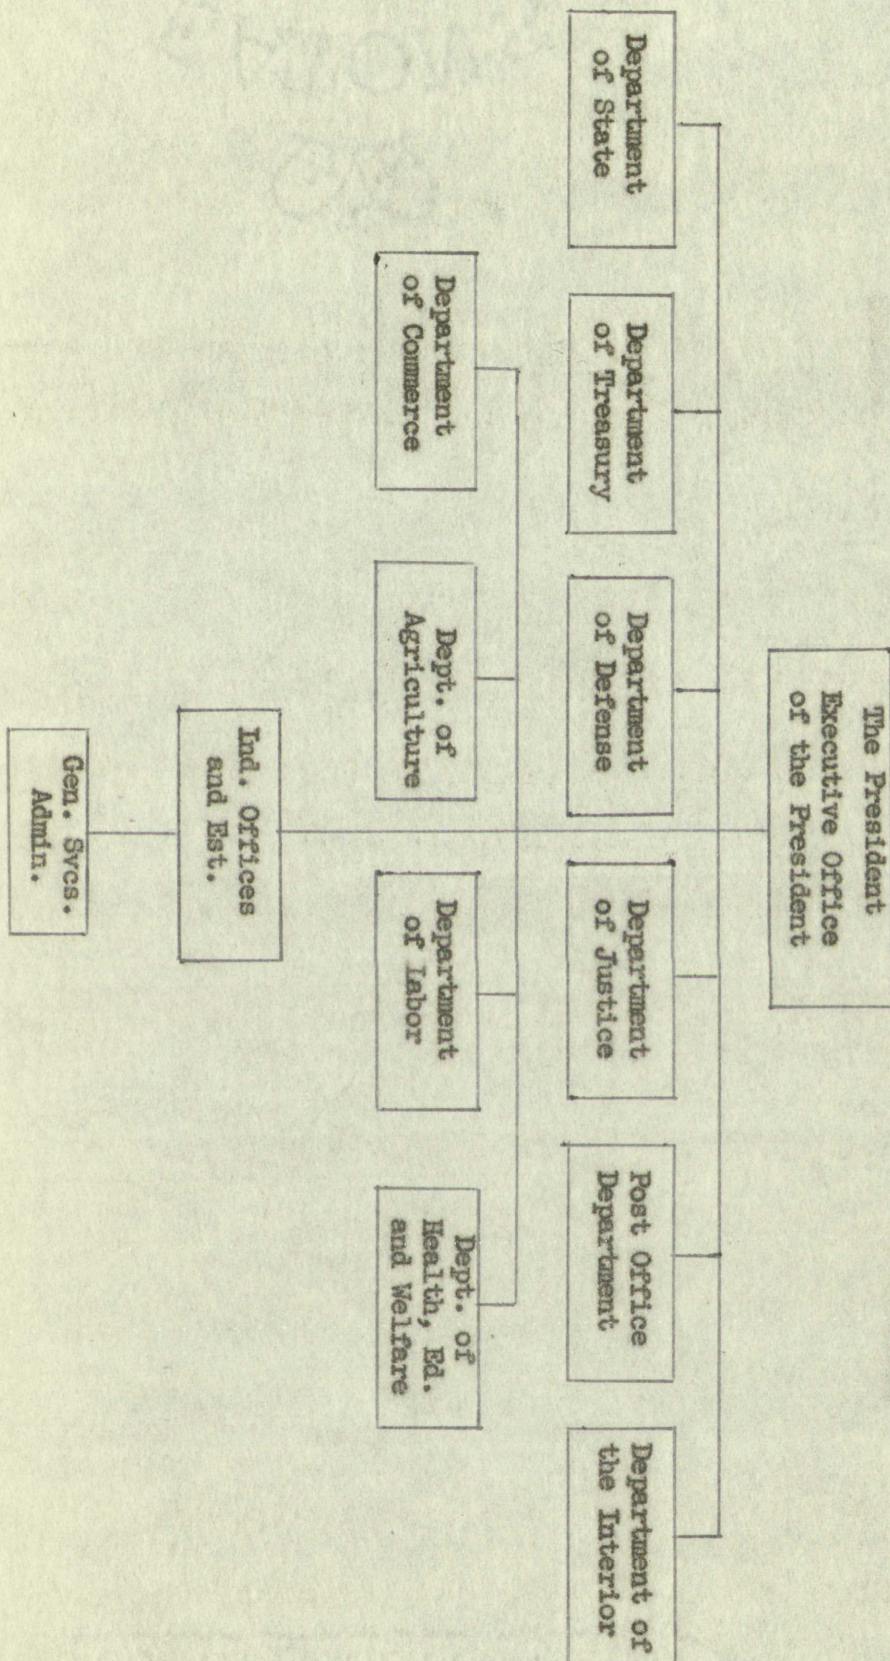 The President
Executive Office
of the President
Department
of State
Department
of Treasury
Department
of Defense
Department
of Justice
Post Office
Department
Department of
the Interior
Department
of Commerce
Dept. of
Agriculture
Department
of Labor
Dept. of
Health, Ed.
and Welfare
Ind. Offices
and Est.
Gen. Svcs.
Admin.